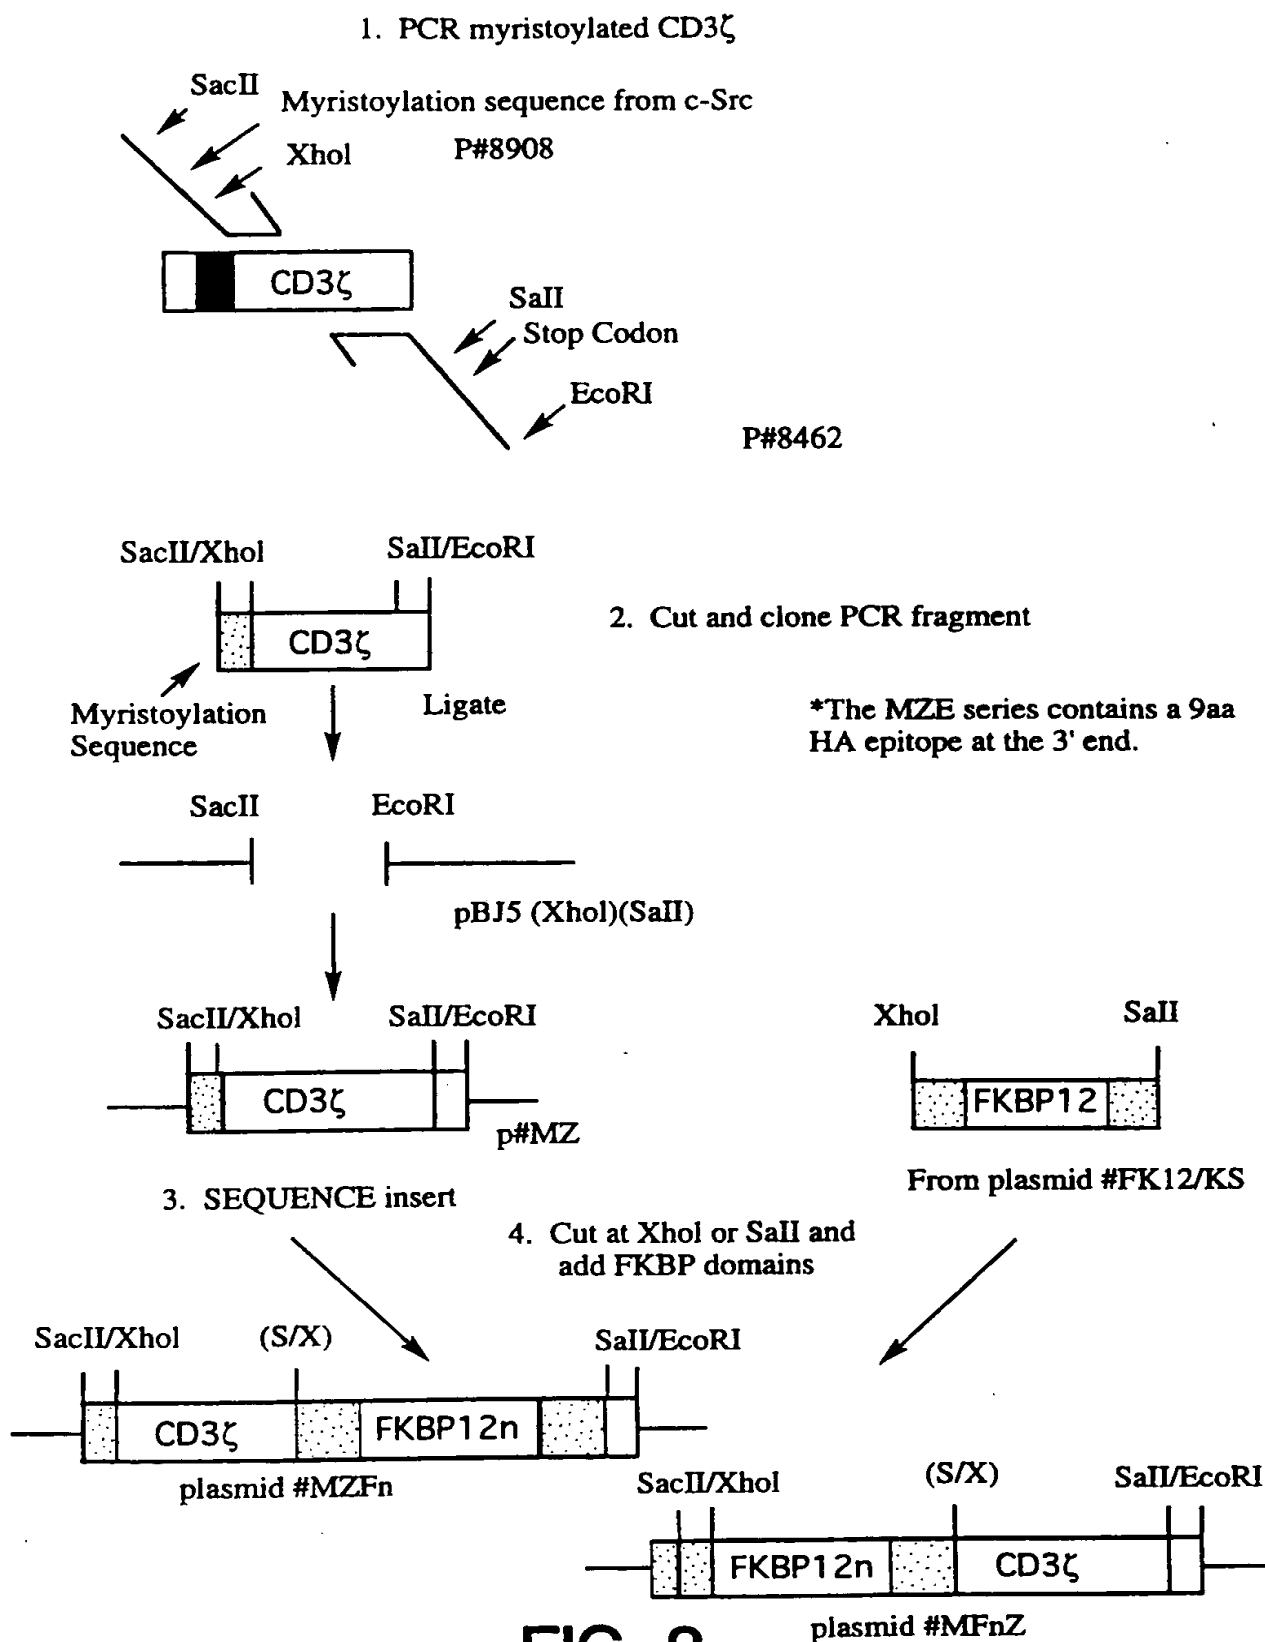 1. PCR myristoylated CD3ζ
SacII
Myristoylation sequence from c-Src
XhoI
P#8908
CD3ζ
SalI
Stop Codon
EcoRI
P#8462
SacII/XhoI
SalI/EcoRI
2. Cut and clone PCR fragment
CD3ζ
Myristoylation
Sequence
Ligate
*The MZE series contains a 9aa
HA epitope at the 3' end.
SacII
EcoRI
pBJ5 (XhoI)(SalI)
SacII/XhoI
SalI/EcoRI
XhoI
SalI
CD3ζ
FKBP12
p#MZ
From plasmid #FK12/KS
3. SEQUENCE insert
4. Cut at XhoI or SalI and
add FKBP domains
SacII/XhoI
(S/X)
SalI/EcoRI
CD3ζ
FKBP12n
plasmid #MZFn
SacII/XhoI
(S/X)
SalI/EcoRI
FKBP12n
CD3ζ
plasmid #MFnZ